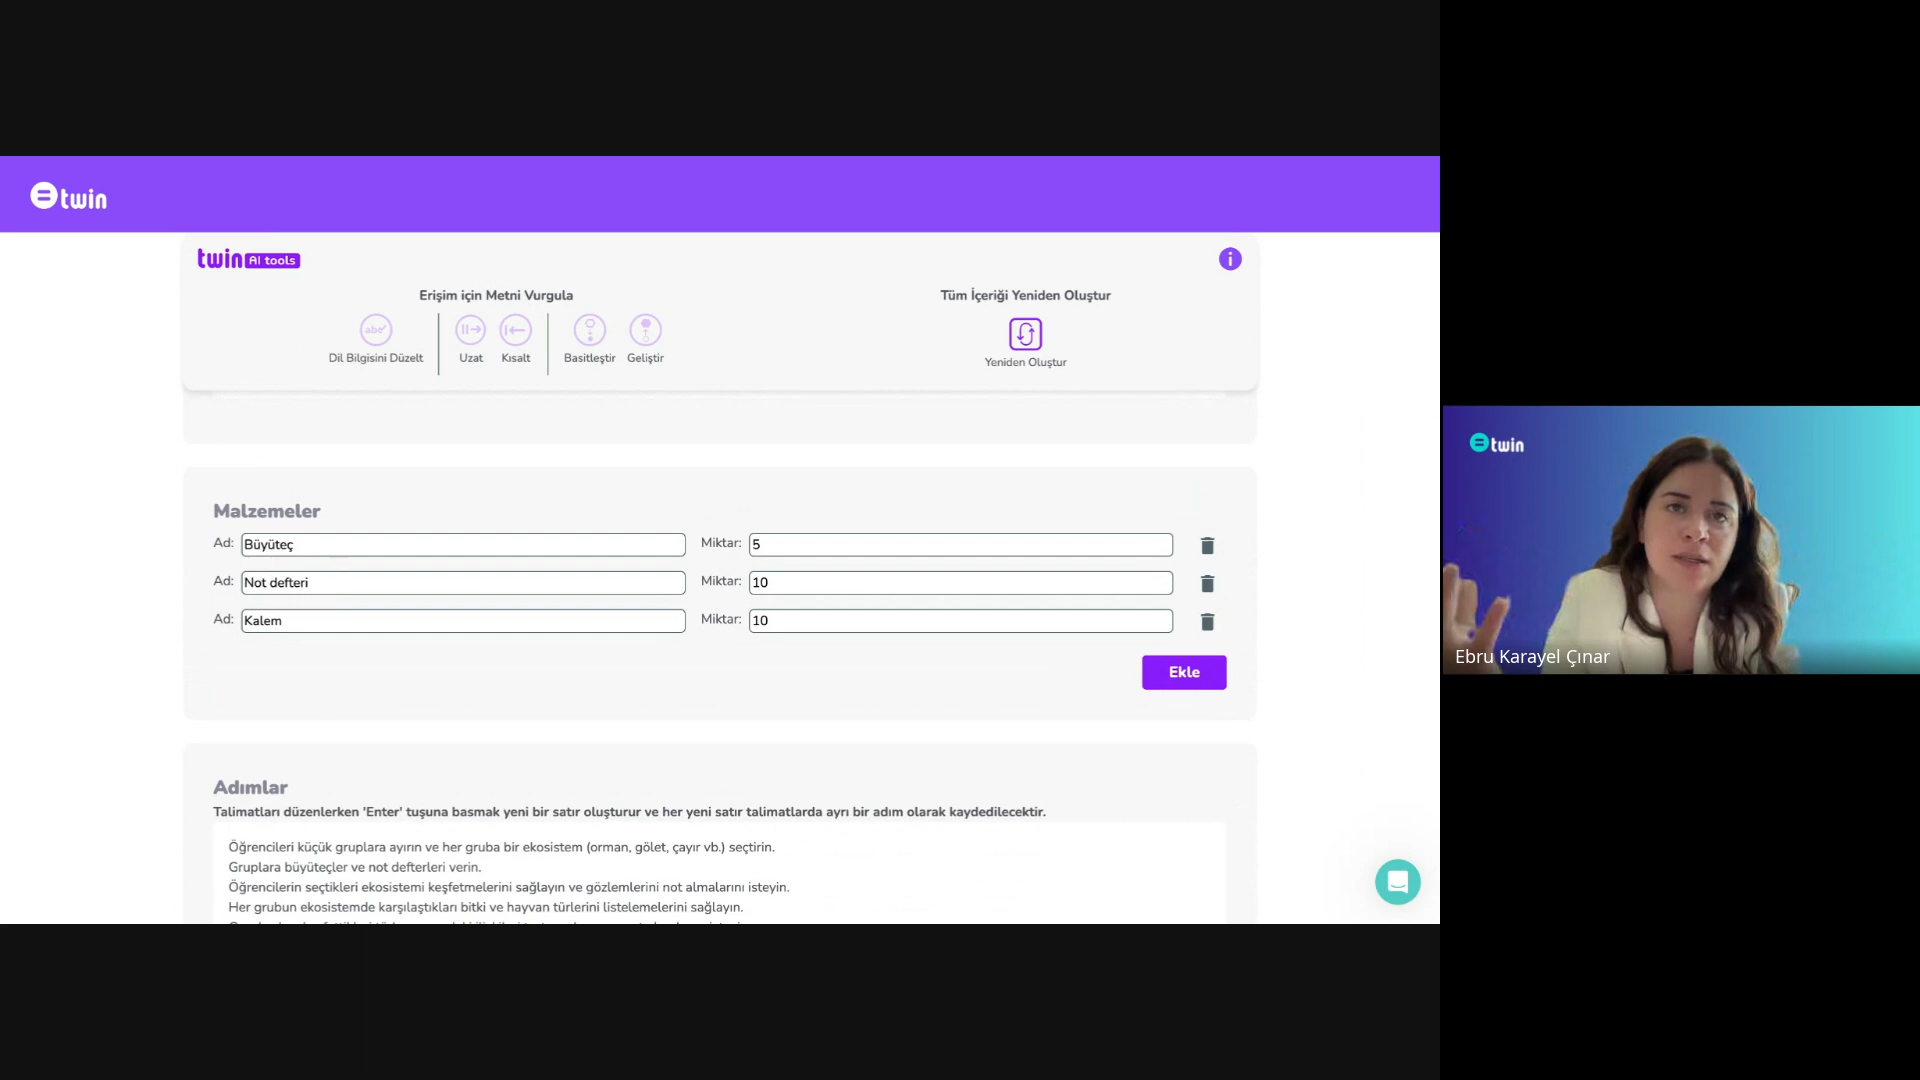 twin
twin AI tools
i
Erişim için Metni Vurgula
Tüm İçeriği Yeniden Oluştur
abc
Dil Bilgisini Düzelt
Uzat
Kısalt
Basitleştir
Geliştir
Yeniden Oluştur
Malzemeler
Ad: Büyüteç Miktar: 5
Ad: Not defteri Miktar: 10
Ad: Kalem Miktar: 10
Ekle
Adımlar
Talimatları düzenlerken 'Enter' tuşuna basmak yeni bir satır oluşturur ve her yeni satır talimatlarda ayrı bir adım olarak kaydedilecektir.
Öğrencileri küçük gruplara ayırın ve her gruba bir ekosistem (orman, gölet, çayır vb.) seçtirin.
Gruplara büyüteçler ve not defterleri verin.
Öğrencilerin seçtikleri ekosistemi keşfetmelerini sağlayın ve gözlemlerini not almalarını isteyin.
Her grubun ekosistemde karşılaştıkları bitki ve hayvan türlerini listelemelerini sağlayın.
twin
Ebru Karayel Çınar